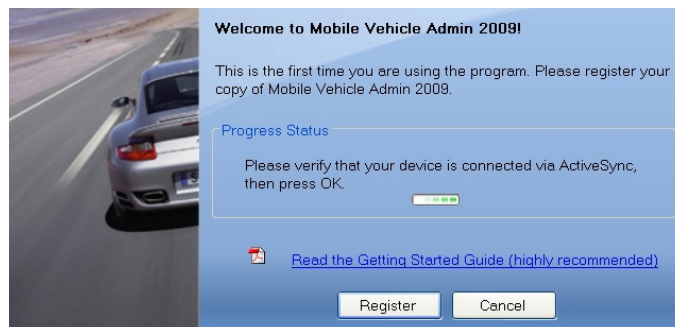 Welcome to Mobile Vehicle Admin 2009!
This is the first time you are using the program. Please register your
copy of Mobile Vehicle Admin 2009.
Progress Status
Please verify that your device is connected via ActiveSync,
then press OK.
Read the Getting Started Guide (highly recommended)
Register
Cancel